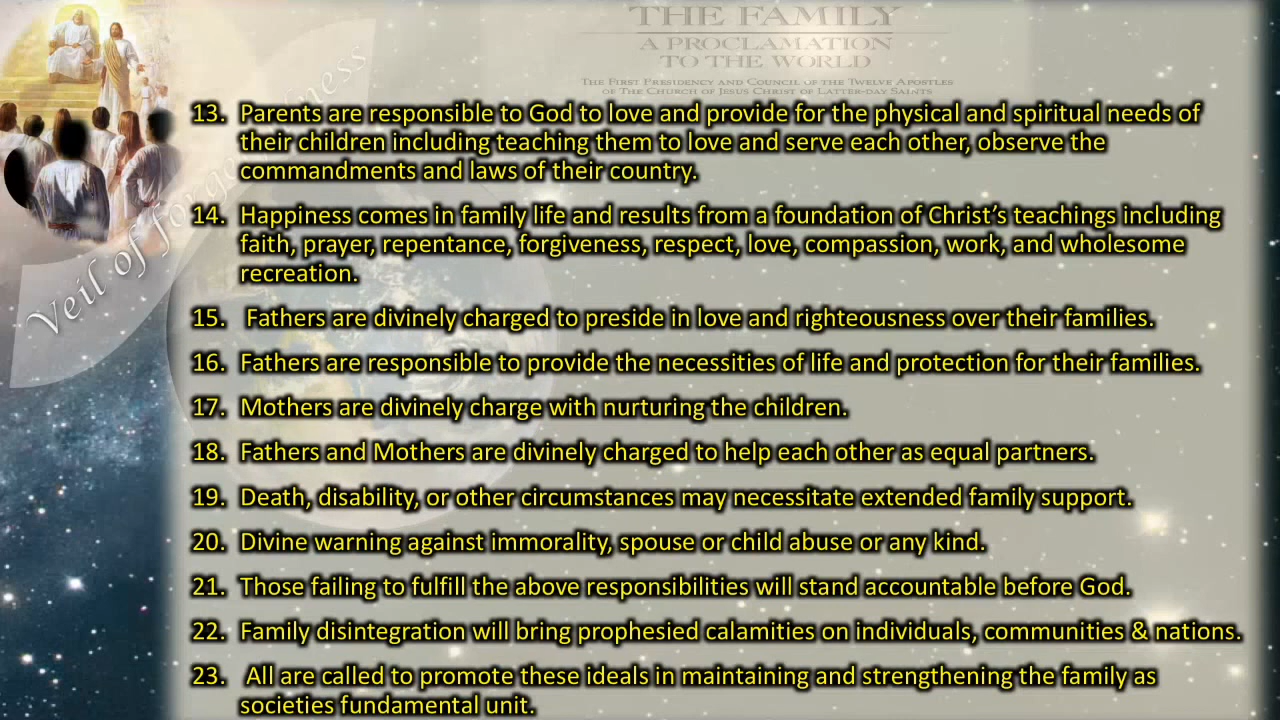 THE FAMILY
A PROCLAMATION
TO THE WORLD
THE FIRST PRESIDENCY AND COUNCIL OF THE TWELVE APOSTLES
OF THE CHURCH OF JESUS CHRIST OF LATTER-DAY SAINTS
Veil of forgetfulness
13. Parents are responsible to God to love and provide for the physical and spiritual needs of
their children including teaching them to love and serve each other, observe the
commandments and laws of their country.
14. Happiness comes in family life and results from a foundation of Christ’s teachings including
faith, prayer, repentance, forgiveness, respect, love, compassion, work, and wholesome
recreation.
15. Fathers are divinely charged to preside in love and righteousness over their families.
16. Fathers are responsible to provide the necessities of life and protection for their families.
17. Mothers are divinely charge with nurturing the children.
18. Fathers and Mothers are divinely charged to help each other as equal partners.
19. Death, disability, or other circumstances may necessitate extended family support.
20. Divine warning against immorality, spouse or child abuse or any kind.
21. Those failing to fulfill the above responsibilities will stand accountable before God.
22. Family disintegration will bring prophesied calamities on individuals, communities & nations.
23. All are called to promote these ideals in maintaining and strengthening the family as
societies fundamental unit.